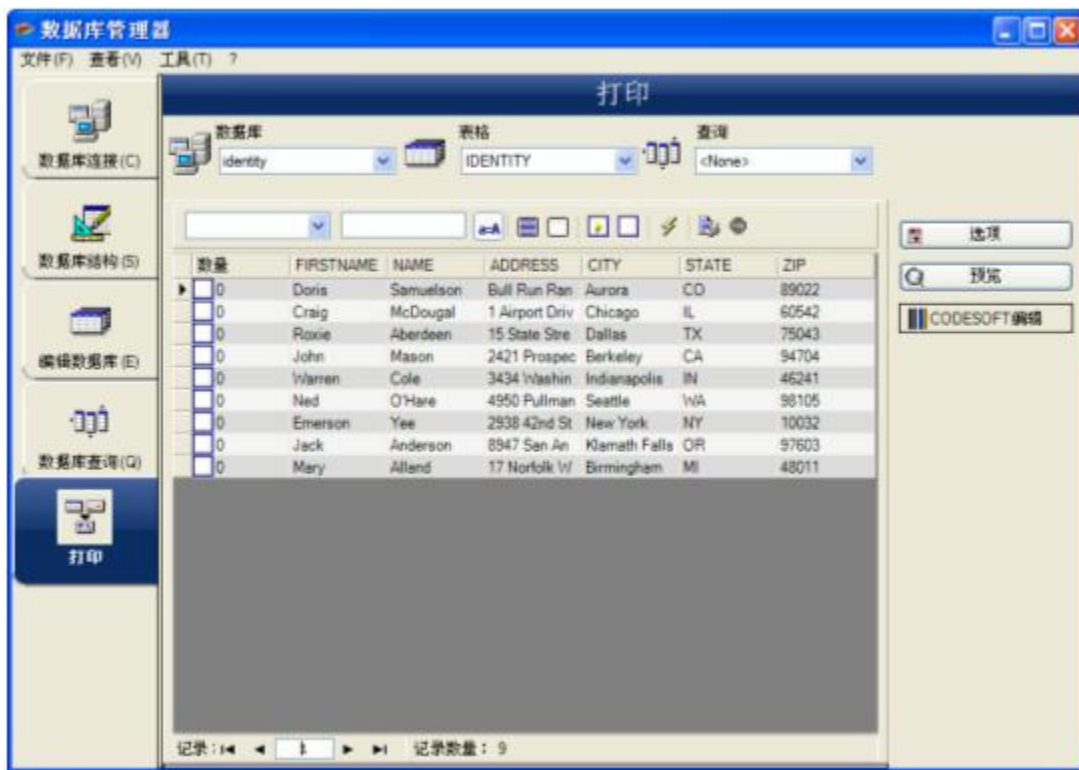 数据库管理器
文件(F) 查看(V) 工具(T) ?
打印
数据库 表格 查询
identity IDENTITY <None>
数据库连接(C)
数据库结构(S)
编辑数据库(E)
数据库查询(Q)
打印
a=A
选项
预览
CODESOFT编辑
数量 FIRSTNAME NAME ADDRESS CITY STATE ZIP
0 Doris Samuelson Bull Run Ran Aurora CO 89022
0 Craig McDougal 1 Airport Driv Chicago IL 60542
0 Roxie Aberdeen 15 State Stre Dallas TX 75043
0 John Mason 2421 Prospec Berkeley CA 94704
0 Warren Cole 3434 Washin Indianapolis IN 46241
0 Ned O'Hare 4950 Pullman Seattle WA 98105
0 Emerson Yee 2938 42nd St New York NY 10032
0 Jack Anderson 8947 San An Klamath Falls OR 97603
0 Mary Alland 17 Norfolk W Birmingham MI 48011
记录: 1 记录数量: 9